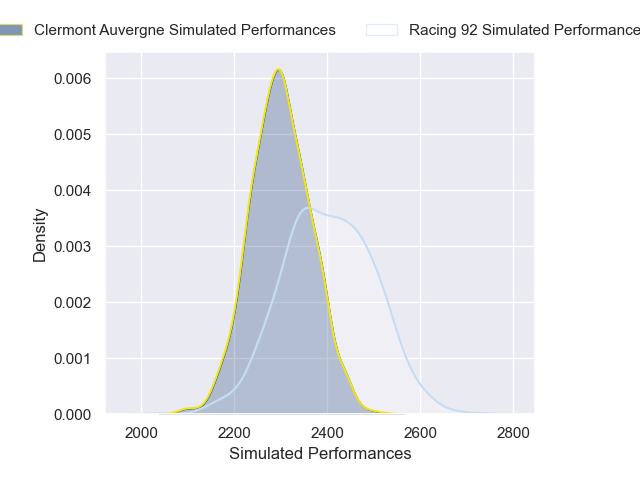 Clermont Auvergne Simulated Performances
Racing 92 Simulated Performance
0.006
0.005
0.004
0.003
0.002
0.001
0.000
Density
2000 2200 2400 2600 2800
Simulated Performances